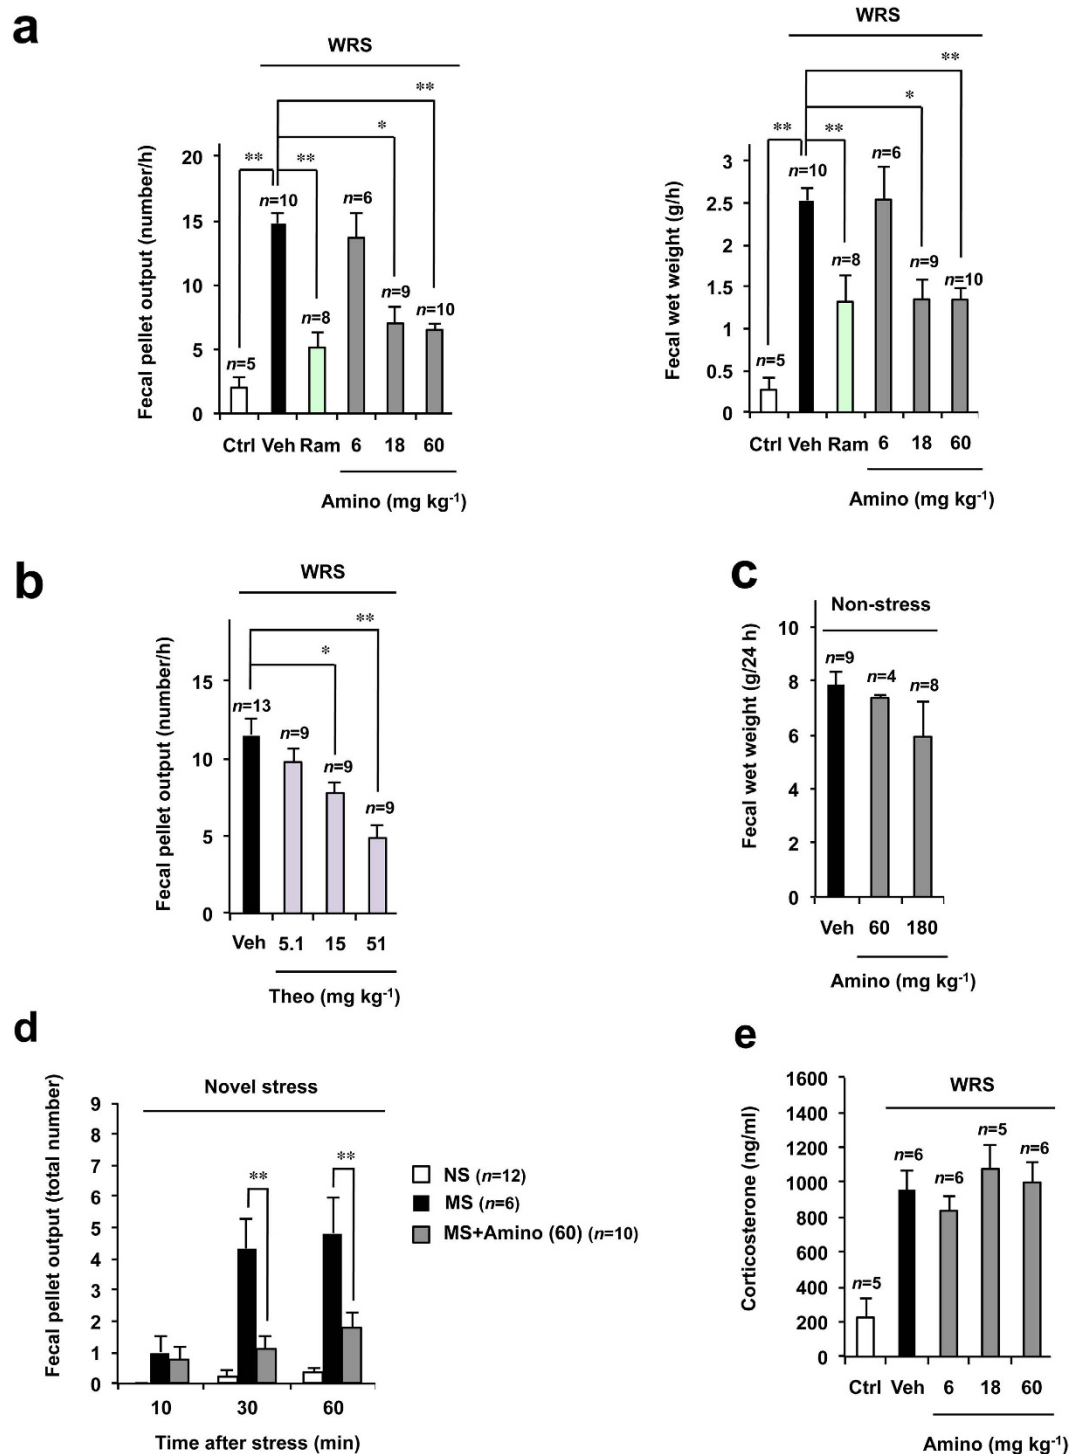 a
WRS
**
*
** **
20
15
10
5
0
Fecal pellet output (number/h)
n=5
n=10
n=8
n=6
n=9
n=10
Ctrl Veh Ram 6 18 60
Amino (mg kg-1)
WRS
**
*
** **
3
2.5
2
1.5
1
0.5
0
Fecal wet weight (g/h)
n=5
n=10
n=8
n=6
n=9
n=10
Ctrl Veh Ram 6 18 60
Amino (mg kg-1)
b
WRS
**
*
15
10
5
0
Fecal pellet output (number/h)
n=13
n=9
n=9
n=9
Veh 5.1 15 51
Theo (mg kg-1)
c
Non-stress
10
8
6
4
2
0
Fecal wet weight (g/24 h)
n=9
n=4
n=8
Veh 60 180
Amino (mg kg-1)
d
Novel stress
9
8
7
6
5
4
3
2
1
0
Fecal pellet output (total number)
** **
10 30 60
Time after stress (min)
NS (n=12)
MS (n=6)
MS+Amino (60) (n=10)
e
WRS
1600
1400
1200
1000
800
600
400
200
0
Corticosterone (ng/ml)
n=5
n=6
n=6
n=5
n=6
Ctrl Veh 6 18 60
Amino (mg kg-1)